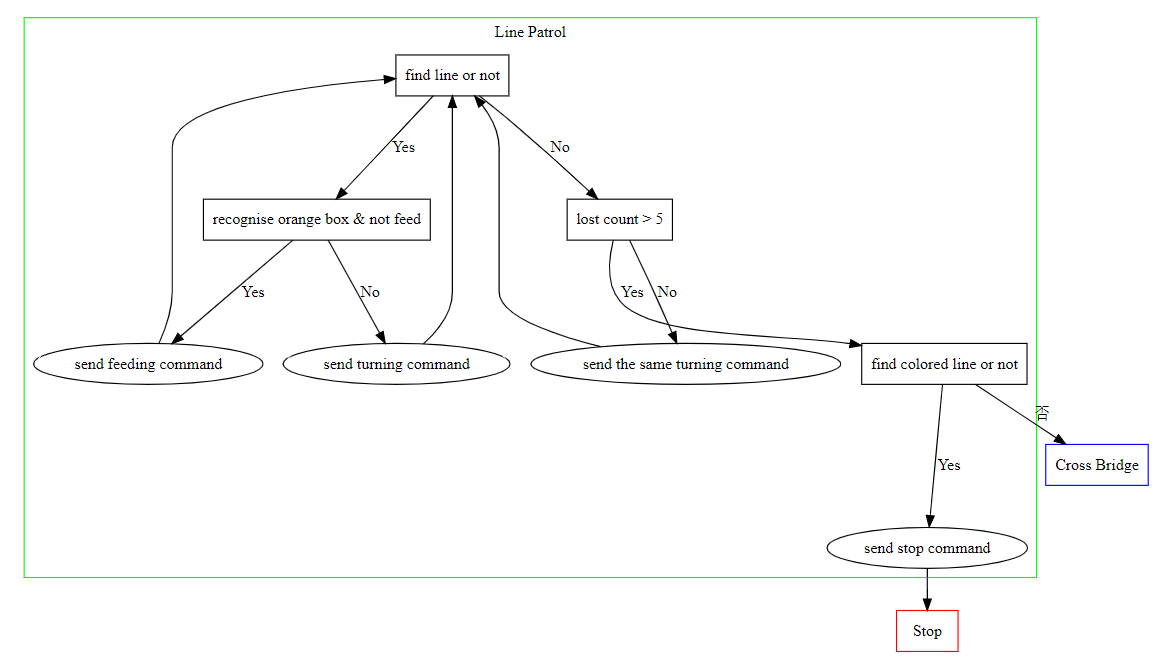 Line Patrol
find line or not
Yes
No
recognise orange box & not feed
lost count > 5
Yes
No
Yes
No
send feeding command
send turning command
send the same turning command
find colored line or not
否
Yes
Cross Bridge
send stop command
Stop